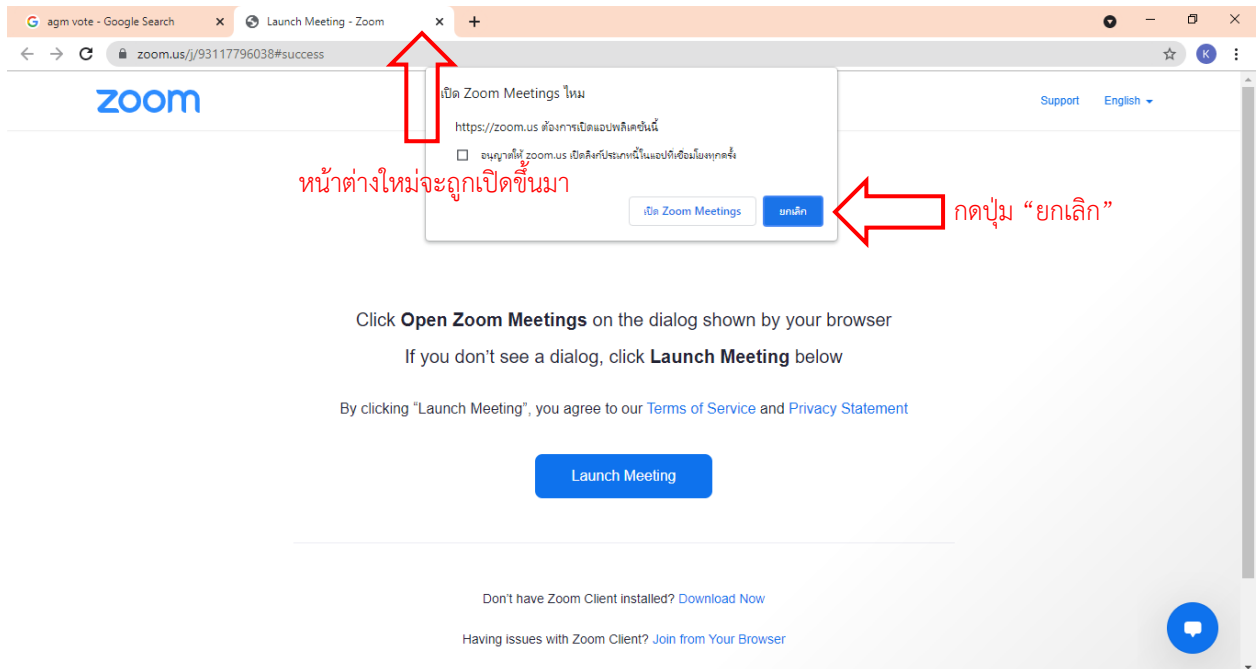 agm vote - Google Search
Launch Meeting - Zoom
zoom.us/j/93117796038#success
K
zoom
Support
English
เปิด Zoom Meetings ไหม
https://zoom.us ต้องการเปิดแอปพลิเคชันนี้
อนุญาตให้ zoom.us เปิดลิงก์ประเภทนี้ในแอปที่เชื่อมโยงทุกครั้ง
หน้าต่างใหม่จะถูกเปิดขึ้นมา
เปิด Zoom Meetings
ยกเลิก
กดปุ่ม “ยกเลิก”
Click Open Zoom Meetings on the dialog shown by your browser
If you don’t see a dialog, click Launch Meeting below
By clicking “Launch Meeting”, you agree to our Terms of Service and Privacy Statement
Launch Meeting
Don’t have Zoom Client installed? Download Now
Having issues with Zoom Client? Join from Your Browser